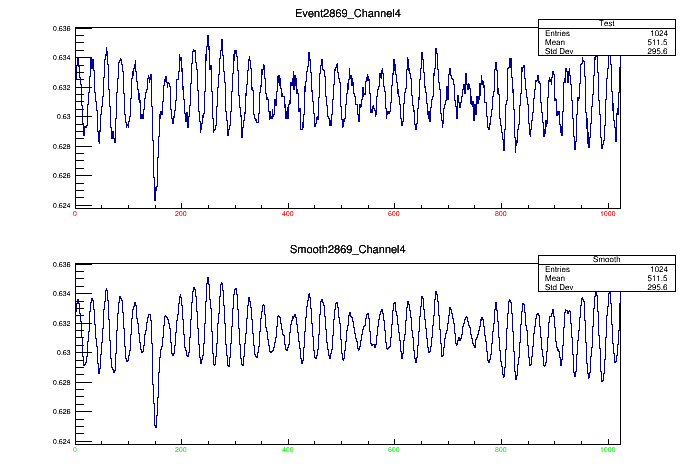 Event2869_Channel4
Test
Entries 1024
Mean 511.5
Std Dev 295.6
0.636
0.634
0.632
0.63
0.628
0.626
0.624
0 200 400 600 800 1000
Smooth2869_Channel4
Smooth
Entries 1024
Mean 511.5
Std Dev 295.6
0.636
0.634
0.632
0.63
0.628
0.626
0.624
0 200 400 600 800 1000